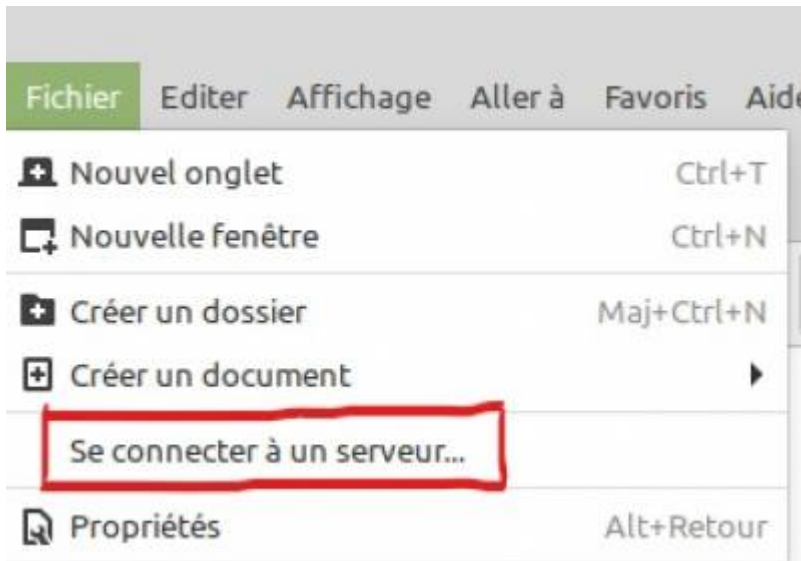 Fichier Editer Affichage Aller à Favoris Aide
Nouvel onglet Ctrl+T
Nouvelle fenêtre Ctrl+N
Créer un dossier Maj+Ctrl+N
Créer un document
Se connecter à un serveur...
Propriétés Alt+Retour